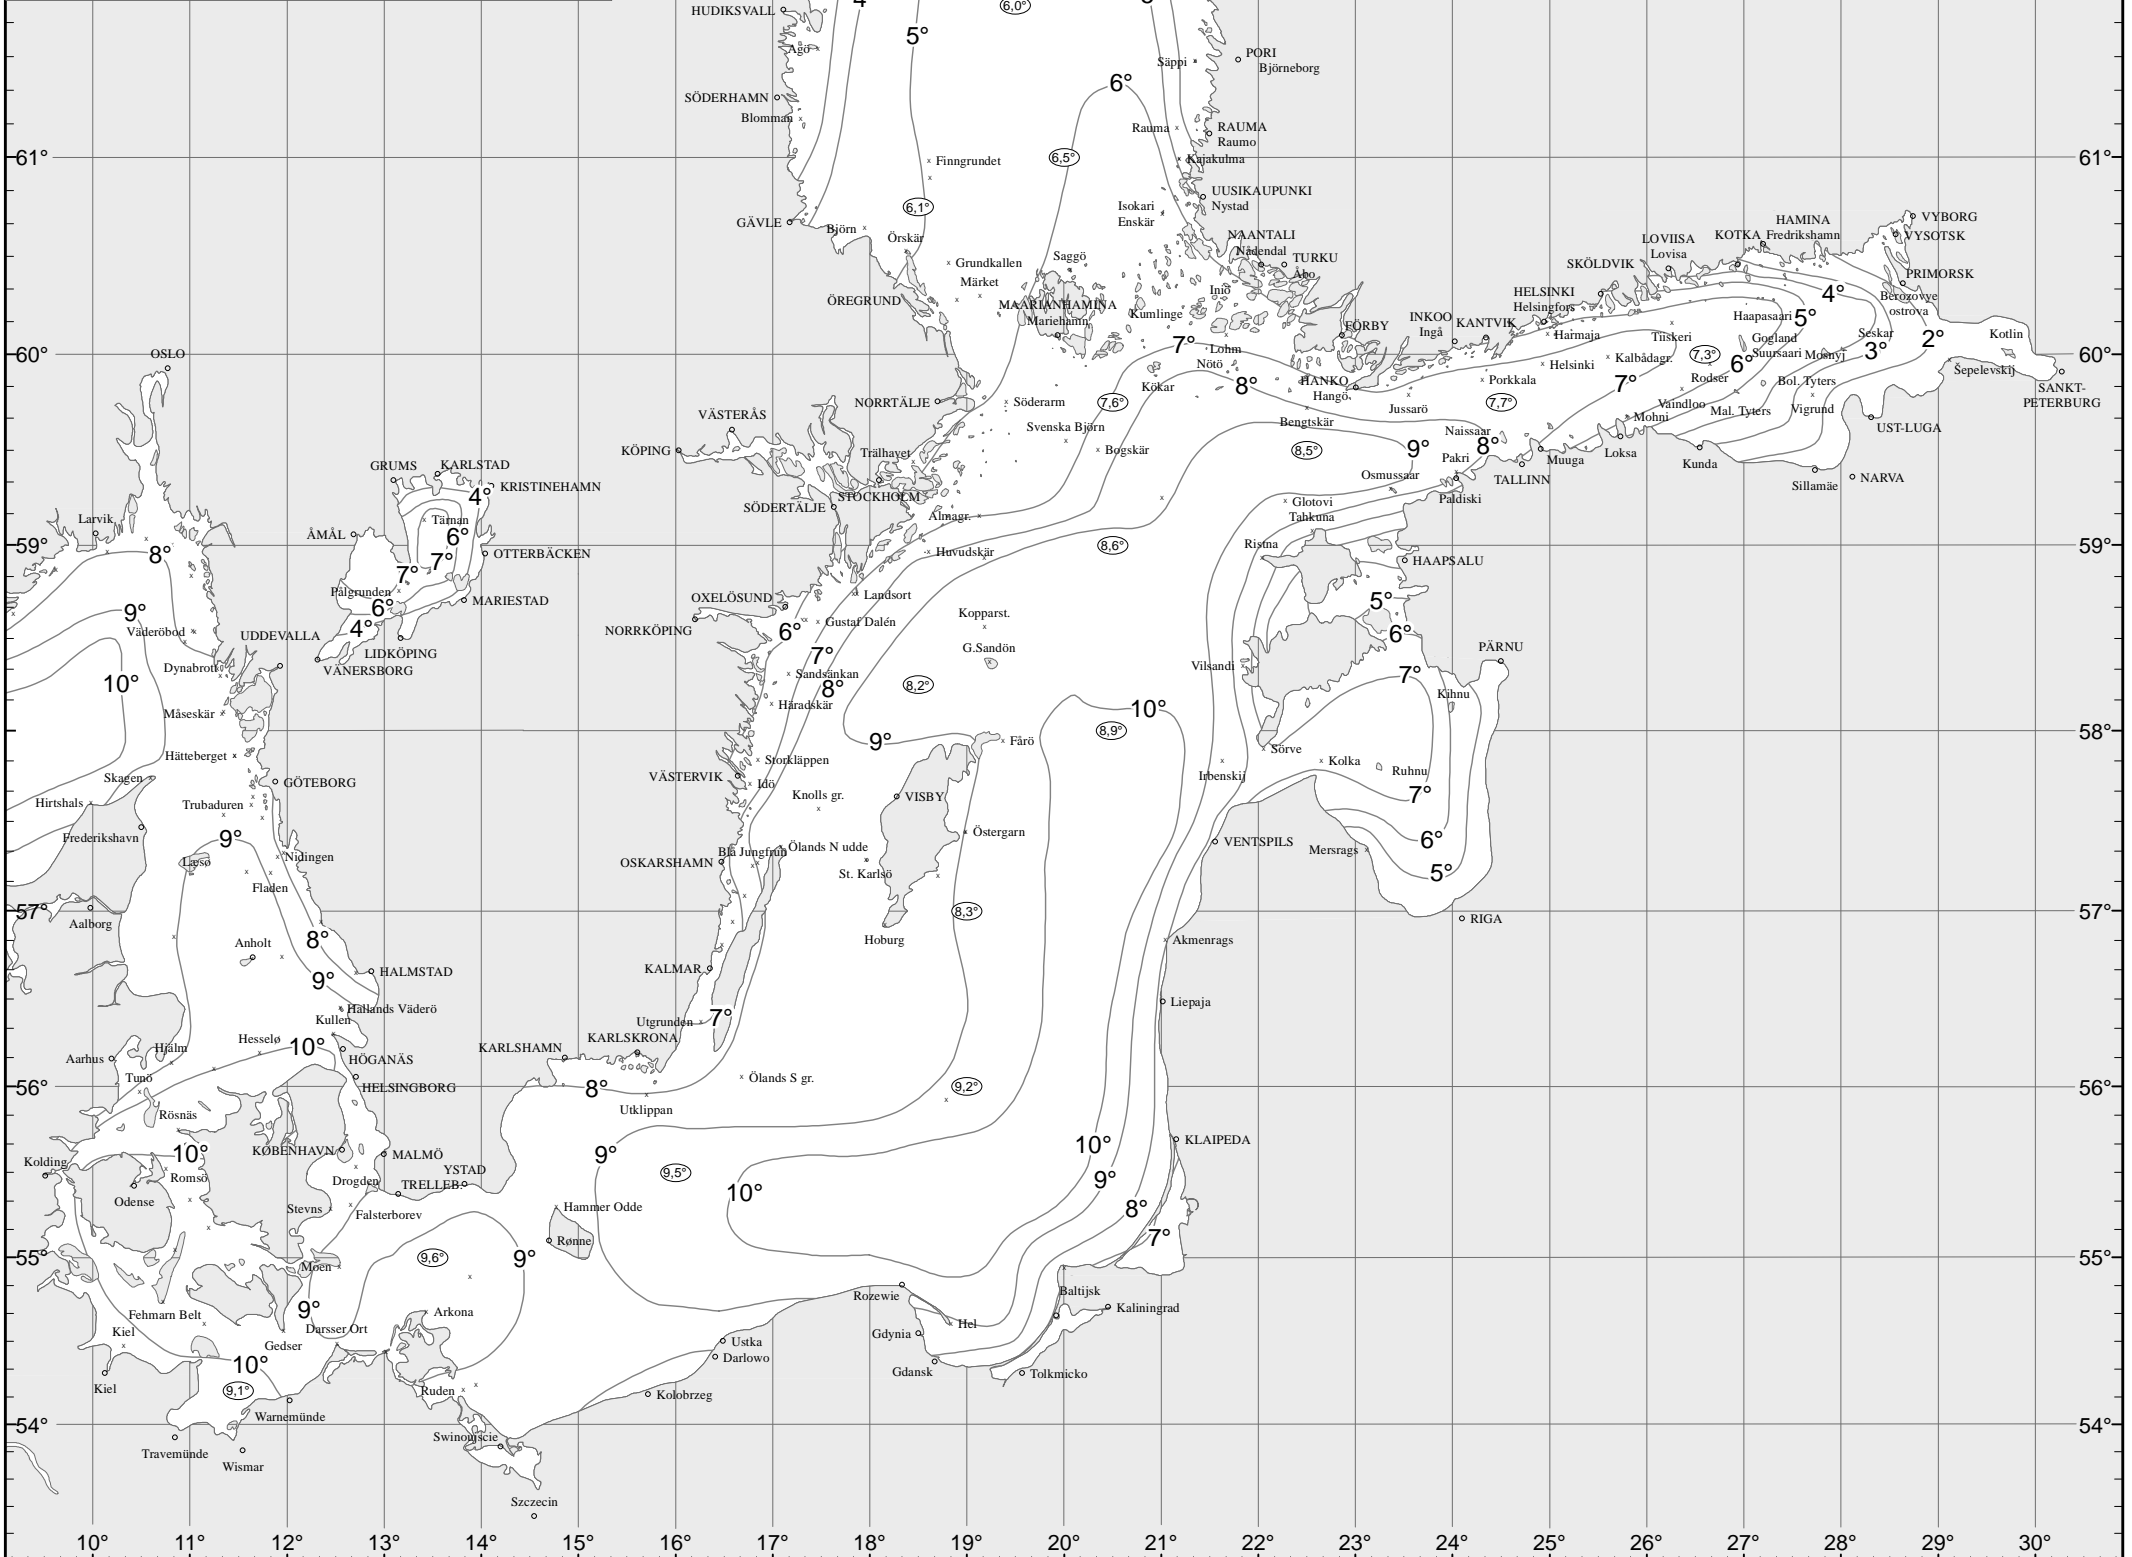 HUDIKSVALL
4
6,0°
5°
Agö
5°
PORI
Björneborg
Säppi
6°
SÖDERHAMN
Blomman
Rauma
RAUMA
Raumo
61°
Finngrundet
6,5°
Kajakulma
61°
UUSIKAUPUNKI
Nystad
6,1°
Isokari
Enskär
GÄVLE
Björn
Örskär
NAANTALI
Nådendal
TURKU
Åbo
HAMINA
Fredrikshamn
KOTKA
LOVIISA
Lovisa
VYBORG
VYSOTSK
Grundkallen
Saggö
Märket
SKÖLDVIK
PRIMORSK
ÖREGRUND
MAARIANHAMINA
Mariehamn
Iniö
Kumlinge
HELSINKI
Helsingfors
4°
Berozovye
ostrova
FÖRBY
INKOO
Ingå
KANTVIK
Harmaja
Tiiskeri
Haapasaari
5°
Seskar
2°
Kotlin
OSLO
60°
7°
Lohm
Nötö
Helsinki
Kalbådagr.
7,3°
Gogland
Suursaari
Mosnyj
3°
60°
6°
Kökar
8°
HANKO
Hangö
Porkkala
7°
Rodser
Bol. Tyters
Šepelevskij
SANKT-
PETERBURG
VÄSTERÅS
NORRTÄLJE
Söderarm
7,6°
Jussarö
7,7°
Vaindloo
Mohni
Mal. Tyters
Vigrund
Svenska Björn
Bengtskär
Naissaar
UST-LUGA
KÖPING
Trälhavet
Bogskär
8,5°
9°
8°
Pakri
Muuga
Loksa
Kunda
GRUMS
KARLSTAD
KRISTINEHAMN
4°
STOCKHOLM
Osmussaar
TALLINN
Sillamäe
NARVA
SÖDERTÄLJE
Almagr.
Glotovi
Tahkuna
Paldiski
Larvik
Tärnan
ÅMÅL
6°
59°
8°
OTTERBÄCKEN
Huvudskär
8,6°
Ristna
HAAPSALU
59°
7°
7°
Pålgrunden
MARIESTAD
OXELÖSUND
Landsort
5°
9°
6°
4°
Väderöbod
UDDEVALLA
NORRKÖPING
6°
Gustaf Dalén
Kopparst.
6°
LIDKÖPING
VÄNERSBORG
G.Sandön
PÄRNU
Dynabrott
7°
Sandsänkan
Vilsandi
7°
10°
8°
8,2°
Kihnu
Måseskär
Häradskär
10°
8,9°
58°
9°
Fårö
Sörve
Hätteberget
Storkläppen
Kolka
Ruhnu
Skagen
GÖTEBORG
VÄSTERVIK
Idö
Irbenskij
Hirtshals
Trubaduren
Knolls gr.
VISBY
7°
Frederikshavn
9°
Östergarn
VENTSPILS
6°
Læsø
Nidingen
Blå Jungfrun
Ölands N udde
OSKARSHAMN
Mersrags
Fladen
St. Karlsö
5°
57°
Aalborg
8,3°
RIGA
57°
Anholt
8°
Hoburg
Akmenrags
HALMSTAD
KALMAR
9°
Hallands Väderö
Liepaja
Kullen
Utgrunden
7°
Hesselø
10°
Hjälm
KARLSKRONA
KARLSHAMN
Aarhus
HÖGANÄS
Tunö
56°
HELSINGBORG
8°
Ölands S gr.
9,2°
56°
Rösnäs
Utklippan
10°
KØBENHAVN
MALMÖ
9°
10°
KLAIPEDA
Kolding
Romsö
Drogden
YSTAD
TRELLEB.
9,5°
9°
Odense
10°
Stevns
Falsterborev
Hammer Odde
8°
Rønne
7°
55°
9,6°
9°
55°
Moen
Baltijsk
Rozewie
Fehmarn Belt
9°
Arkona
Kaliningrad
Kiel
Darsser Ort
Hel
Gedser
Gdynia
Ustka
10°
Darlowo
Gdansk
Tolkmicko
Kiel
9,1°
Ruden
Kolobrzeg
Warnemünde
54°
54°
Swinoujscie
Travemünde
Wismar
Szczecin
10° 11° 12° 13° 14° 15° 16° 17° 18° 19° 20° 21° 22° 23° 24° 25° 26° 27° 28° 29° 30°
58°